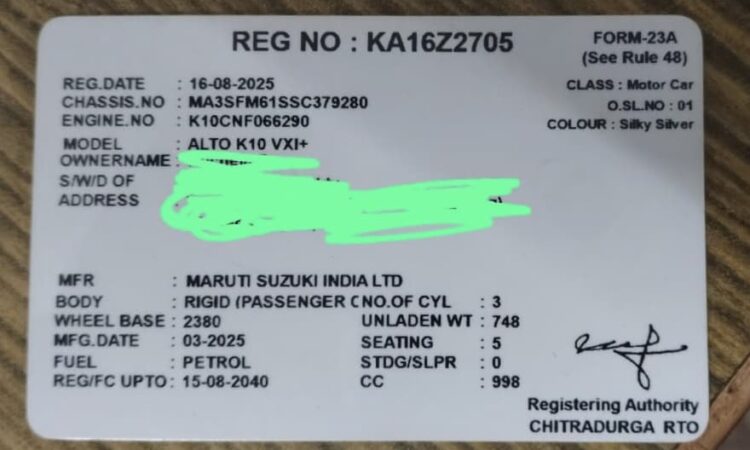 REG NO : KA16Z2705
FORM-23A
(See Rule 48)
REG.DATE : 16-08-2025
CLASS : Motor Car
CHASSIS.NO : MA3SFM61SSC379280
O.SL.NO : 01
ENGINE.NO : K10CNF066290
COLOUR : Silky Silver
MODEL : ALTO K10 VXI+
OWNERNAME :
S/W/D OF
ADDRESS
MFR : MARUTI SUZUKI INDIA LTD
BODY : RIGID (PASSENGER C NO.OF CYL : 3
WHEEL BASE : 2380 UNLADEN WT : 748
MFG.DATE : 03-2025 SEATING : 5
FUEL : PETROL STDG/SLPR : 0
REG/FC UPTO : 15-08-2040 CC : 998
Registering Authority
CHITRADURGA RTO